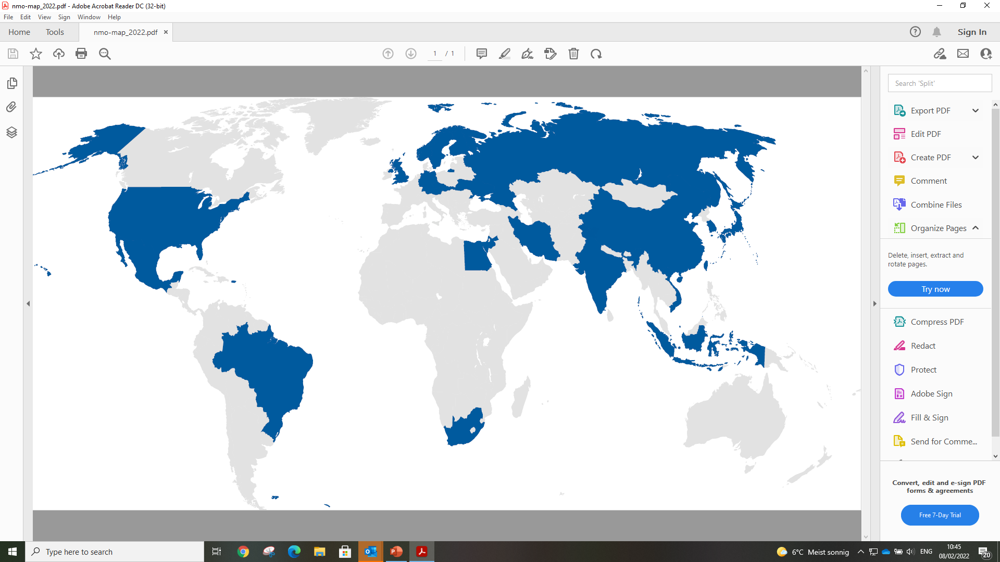 nmo-map_2022.pdf - Adobe Acrobat Reader DC (32-bit)
File Edit View Sign Window Help
Home Tools nmo-map_2022.pdf × Sign In
1 / 1
Search 'Split'
Export PDF
Edit PDF
Create PDF
Comment
Combine Files
Organize Pages
Delete, insert, extract and
rotate pages.
Try now
Compress PDF
Redact
Protect
Adobe Sign
Fill & Sign
Send for Comme...
Convert, edit and e-sign PDF
forms & agreements
Free 7-Day Trial
Type here to search
6°C Meist sonnig
ENG
10:45
08/02/2022
20